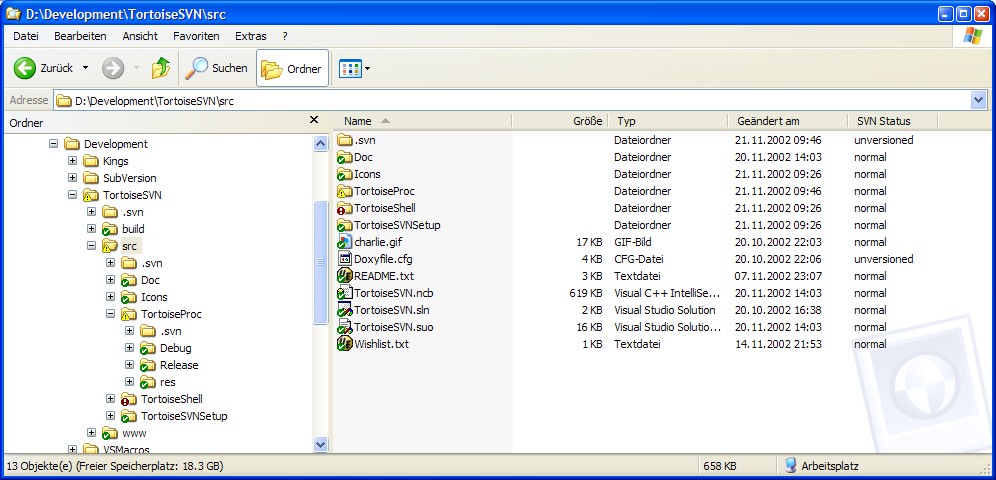 D:\Development\TortoiseSVN\src
Datei Bearbeiten Ansicht Favoriten Extras ?
Zurück Suchen Ordner
Adresse D:\Development\TortoiseSVN\src
Ordner
Development
Kings
SubVersion
TortoiseSVN
.svn
build
src
.svn
Doc
Icons
TortoiseProc
.svn
Debug
Release
res
TortoiseShell
TortoiseSVNSetup
www
VSMacros
Name Größe Typ Geändert am SVN Status
.svn Dateiordner 21.11.2002 09:46 unversioned
Doc Dateiordner 20.11.2002 14:03 normal
Icons Dateiordner 21.11.2002 09:26 normal
TortoiseProc Dateiordner 21.11.2002 09:46 normal
TortoiseShell Dateiordner 21.11.2002 09:26 normal
TortoiseSVNSetup Dateiordner 21.11.2002 09:26 normal
charlie.gif 17 KB GIF-Bild 20.10.2002 22:03 normal
Doxyfile.cfg 4 KB CFG-Datei 20.10.2002 22:06 unversioned
README.txt 3 KB Textdatei 07.11.2002 23:07 normal
TortoiseSVN.ncb 619 KB Visual C++ IntelliSe... 20.11.2002 14:03 normal
TortoiseSVN.sln 2 KB Visual Studio Solution 20.10.2002 16:38 normal
TortoiseSVN.suo 16 KB Visual Studio Solutio... 20.11.2002 14:03 normal
Wishlist.txt 1 KB Textdatei 14.11.2002 21:53 normal
13 Objekte(e) (Freier Speicherplatz: 18.3 GB) 658 KB Arbeitsplatz